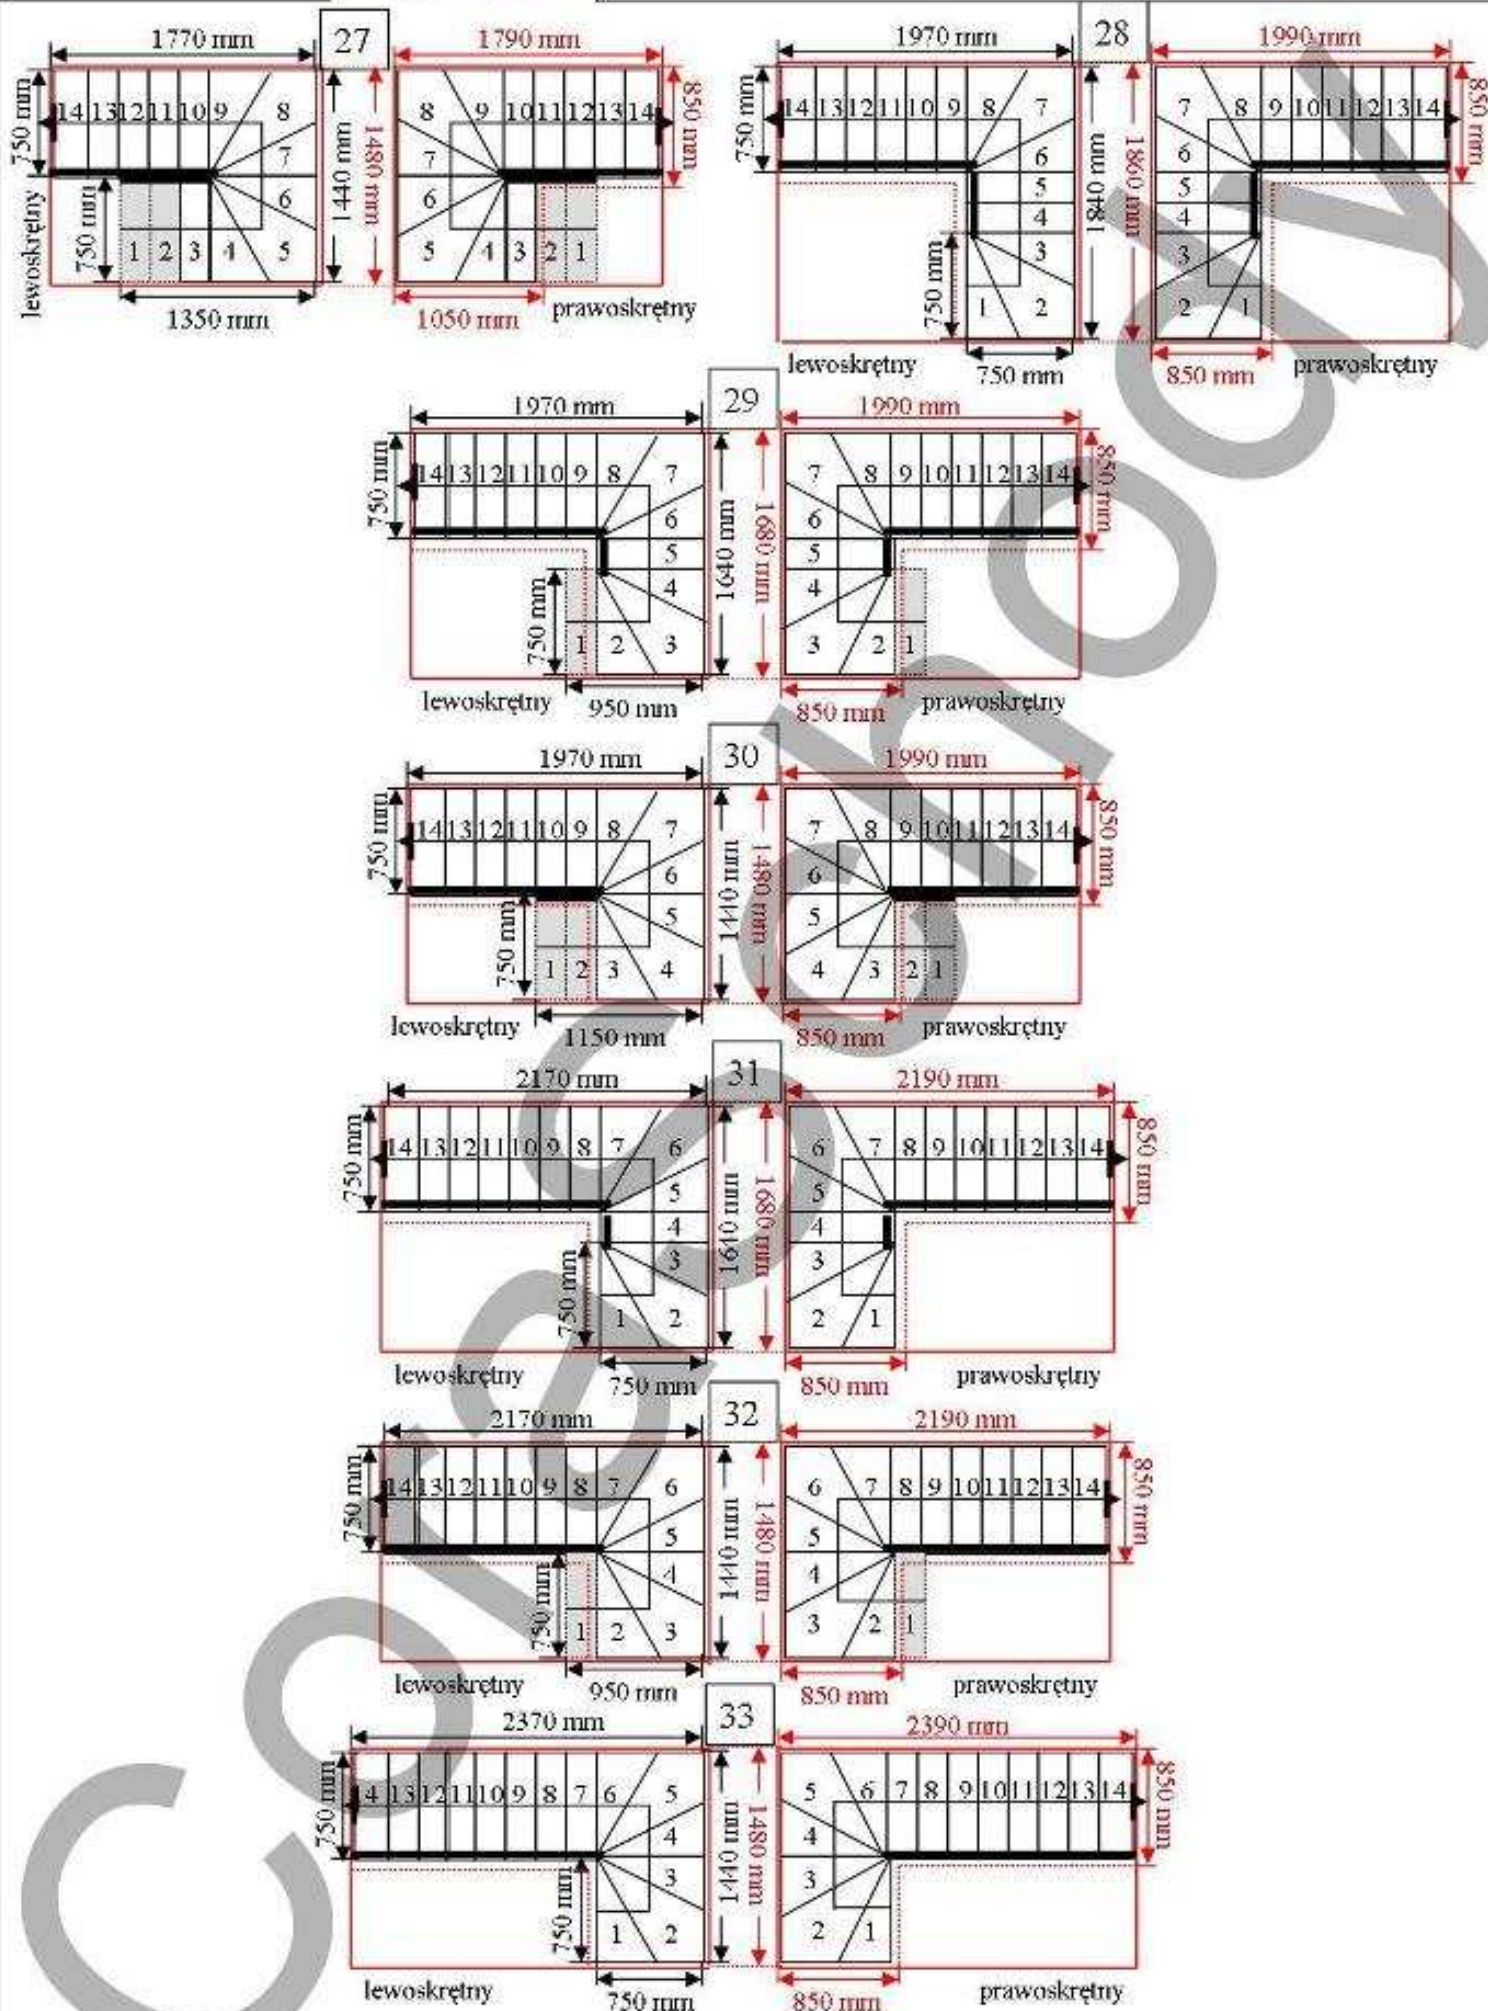 27
1770 mm
1790 mm
750 mm
14 13 12 11 10 9 8
7
6
1 2 3 4 5
750 mm
1440 mm
1480 mm
8 9 10 11 12 13 14
7
6
5 4 3 2 1
850 mm
lewoskrętny
1350 mm
1050 mm
prawoskrętny
28
1970 mm
1990 mm
750 mm
14 13 12 11 10 9 8 7
6
5
4
3
1 2
750 mm
1840 mm
1860 mm
7 8 9 10 11 12 13 14
6
5
4
3
2 1
850 mm
lewoskrętny
750 mm
850 mm
prawoskrętny
29
1970 mm
1990 mm
750 mm
14 13 12 11 10 9 8 7
6
5
4
1 2 3
750 mm
1640 mm
1680 mm
7 8 9 10 11 12 13 14
6
5
4
3 2 1
850 mm
lewoskrętny
950 mm
850 mm
prawoskrętny
30
1970 mm
1990 mm
750 mm
14 13 12 11 10 9 8 7
6
5
1 2 3 4
750 mm
1440 mm
1480 mm
7 8 9 10 11 12 13 14
6
5
4 3 2 1
850 mm
lewoskrętny
1150 mm
850 mm
prawoskrętny
31
2170 mm
2190 mm
750 mm
14 13 12 11 10 9 8 7 6
5
4
3
1 2
750 mm
1640 mm
1680 mm
6 7 8 9 10 11 12 13 14
5
4
3
2 1
850 mm
lewoskrętny
750 mm
850 mm
prawoskrętny
32
2170 mm
2190 mm
750 mm
14 13 12 11 10 9 8 7 6
5
4
1 2 3
750 mm
1440 mm
1480 mm
6 7 8 9 10 11 12 13 14
5
4
3 2 1
850 mm
lewoskrętny
950 mm
850 mm
prawoskrętny
33
2370 mm
2390 mm
750 mm
14 13 12 11 10 9 8 7 6 5
4
3
1 2
750 mm
1440 mm
1480 mm
5 6 7 8 9 10 11 12 13 14
4
3
2 1
850 mm
lewoskrętny
750 mm
850 mm
prawoskrętny
CoraSchody